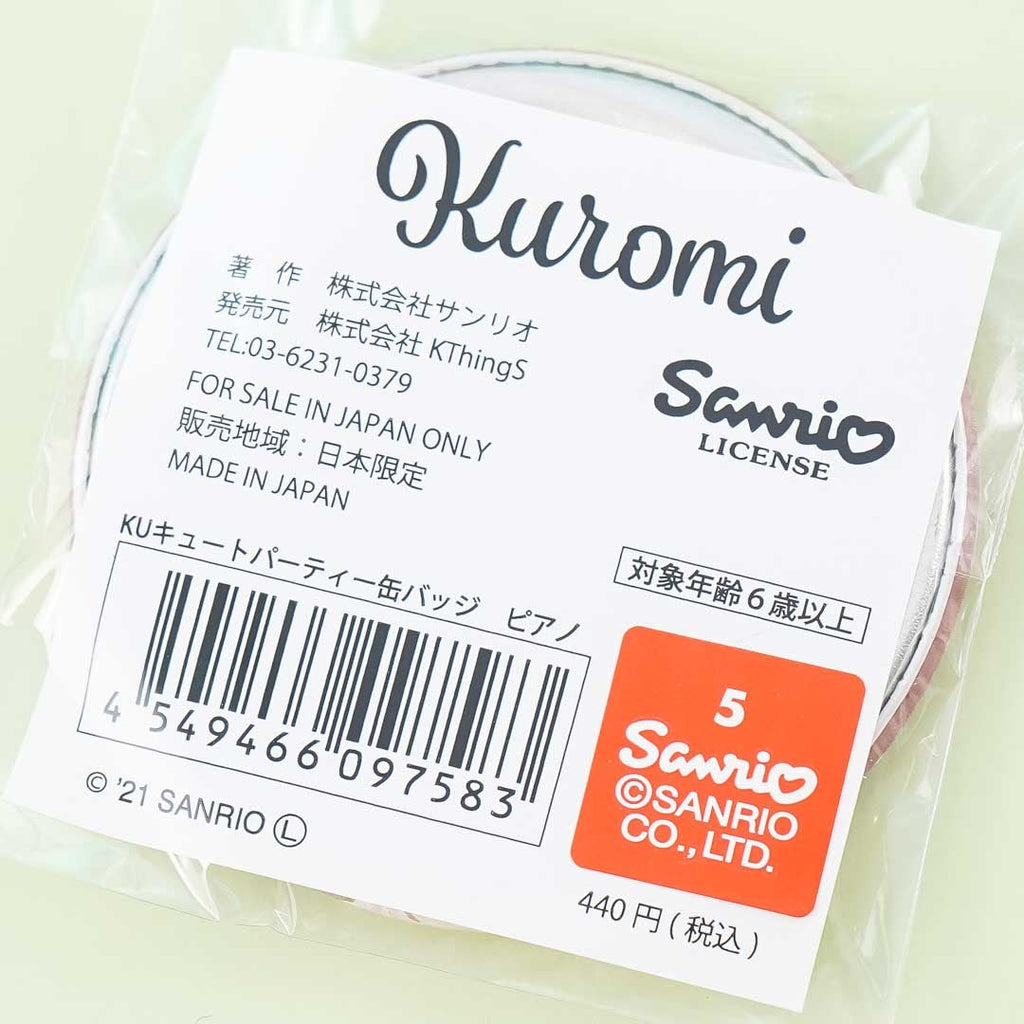 Kuromi
著 作 株式会社サンリオ
発売元 株式会社 KThingS
TEL:03-6231-0379
FOR SALE IN JAPAN ONLY
販売地域：日本限定
MADE IN JAPAN
Sanrio
LICENSE
KUキュートパーティー缶バッジ ピアノ
4 549466 097583
© '21 SANRIO Ⓛ
対象年齢６歳以上
5
Sanrio
©SANRIO
CO., LTD.
440 円 ( 税込 )